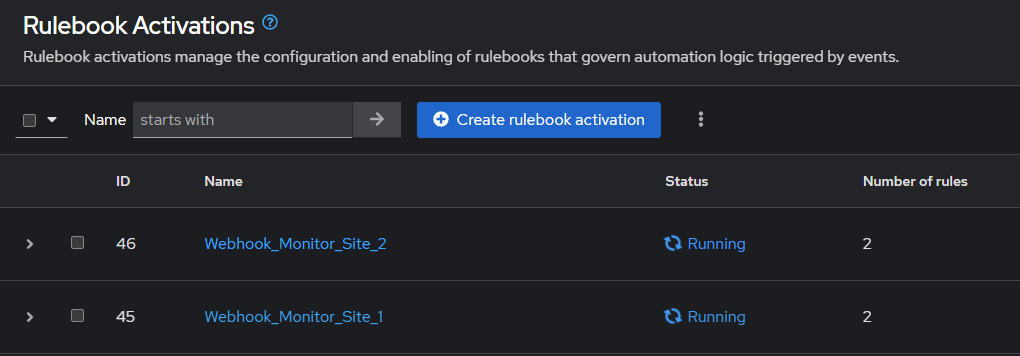 Rulebook Activations
Rulebook activations manage the configuration and enabling of rulebooks that govern automation logic triggered by events.
Name starts with Create rulebook activation
ID Name Status Number of rules
46 Webhook_Monitor_Site_2 Running 2
45 Webhook_Monitor_Site_1 Running 2